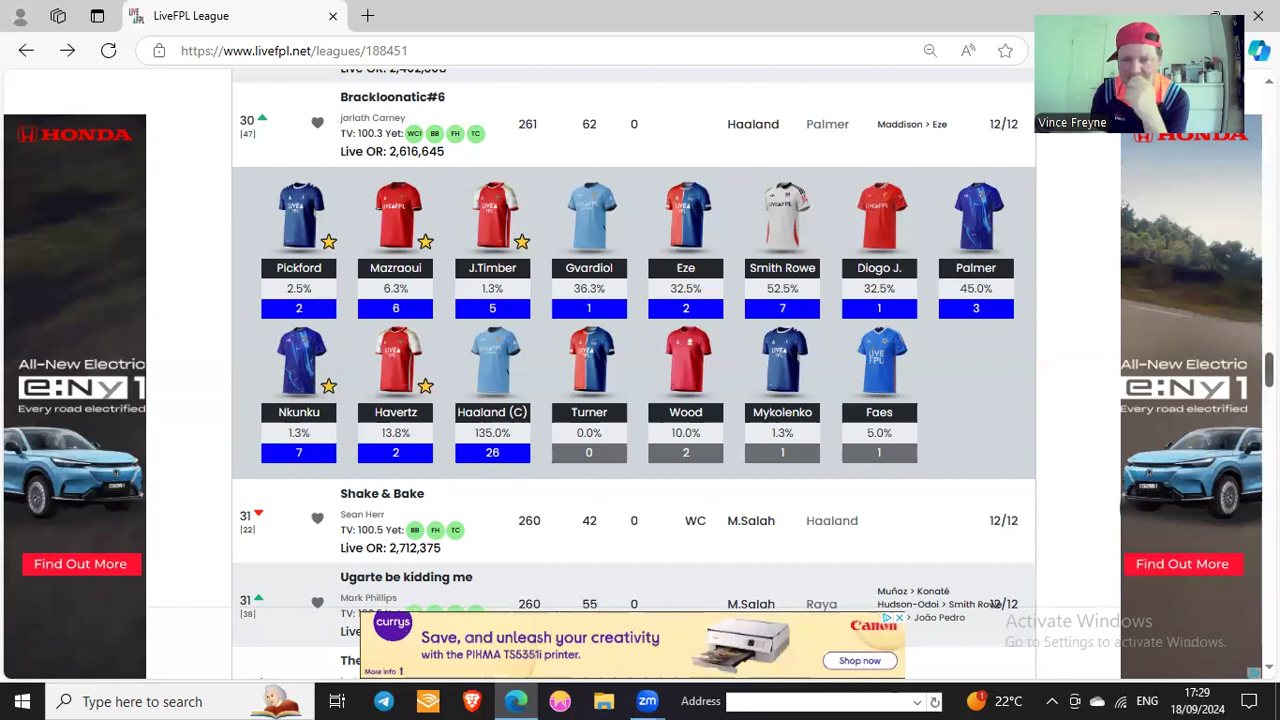 LiveFPL League
https://www.livefpl.net/leagues/188451
Vince Freyne
Brackloonatic#6
30
[47]
jarlath Carney
TV: 100.3 Yet: WC1 BB FH TC
Live OR: 2,616,645
261 62 0 Haaland Palmer Maddison > Eze 12/12
Pickford Mazraoui J.Timber Gvardiol Eze Smith Rowe Diogo J. Palmer
2.5% 6.3% 1.3% 36.3% 32.5% 52.5% 32.5% 45.0%
2 6 5 1 2 7 1 3
Nkunku Havertz Haaland (C) Turner Wood Mykolenko Faes
1.3% 13.8% 135.0% 0.0% 10.0% 1.3% 5.0%
7 2 26 0 2 1 1
Shake & Bake
31
[22]
Sean Herr
TV: 100.5 Yet: BB FH TC
Live OR: 2,712,375
260 42 0 WC M.Salah Haaland 12/12
Ugarte be kidding me
31
[38]
Mark Phillips
260 55 0 M.Salah Raya
Muñoz > Konaté
Hudson-Odoi > Smith Rowe
> João Pedro
12/12
HONDA
All-New Electric
e:Ny1
Every road electrified
Find Out More
HONDA
All-New Electric
e:Ny1
Every road electrified
Find Out More
currys
More info
Save, and unleash your creativity
with the PIXMA TS5351i printer.
Canon
Shop now
Activate Windows
Go to Settings to activate Windows.
Type here to search
Address
22°C
ENG
17:29
18/09/2024